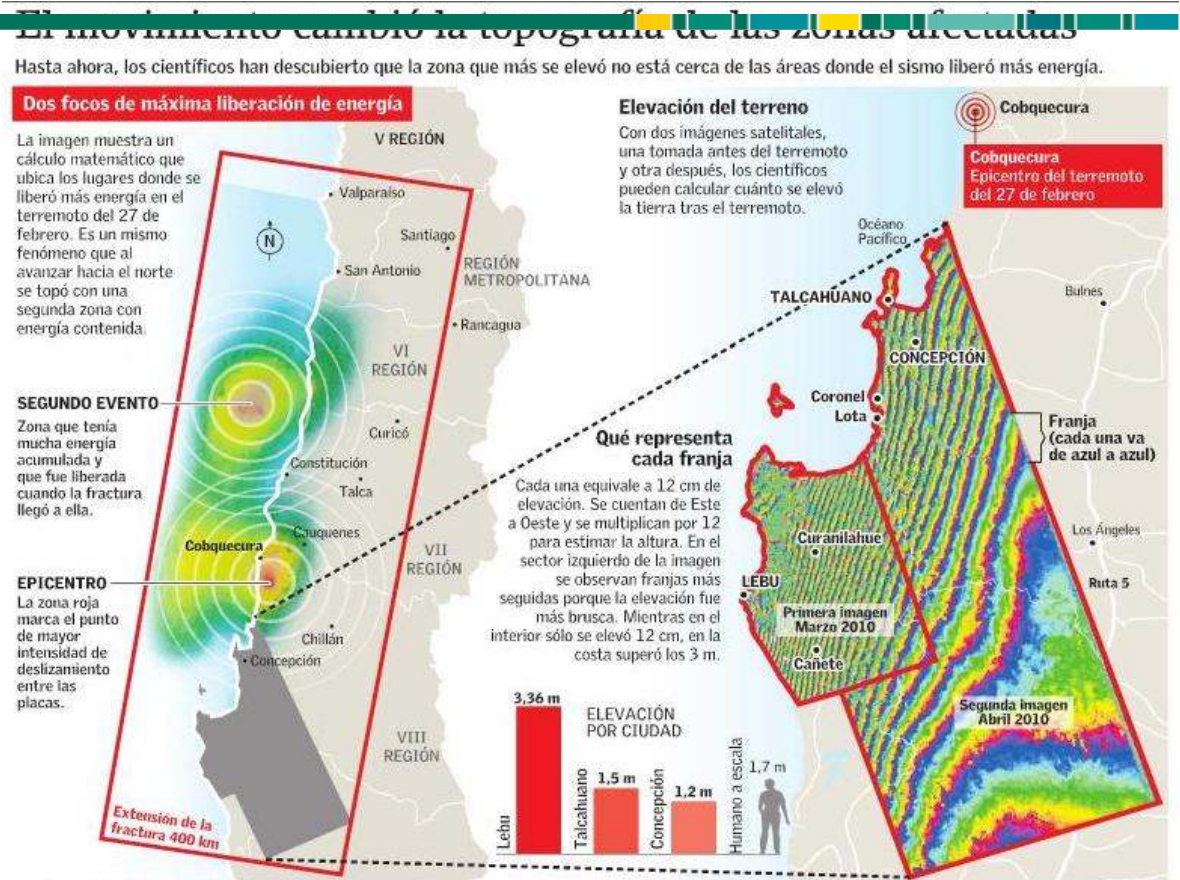 El movimiento cambió la topografía de las zonas afectadas
Hasta ahora, los científicos han descubierto que la zona que más se elevó no está cerca de las áreas donde el sismo liberó más energía.
Dos focos de máxima liberación de energía
La imagen muestra un
cálculo matemático que
ubica los lugares donde se
liberó más energía en el
terremoto del 27 de
febrero. Es un mismo
fenómeno que al
avanzar hacia el norte
se topó con una
segunda zona con
energía contenida.
SEGUNDO EVENTO
Zona que tenía
mucha energía
acumulada y
que fue liberada
cuando la fractura
llegó a ella.
EPICENTRO
La zona roja
marca el punto
de mayor
intensidad de
deslizamiento
entre las
placas.
V REGIÓN
Valparaíso
N
Santiago
San Antonio
REGIÓN
METROPOLITANA
Rancagua
VI
REGIÓN
Curicó
Constitución
Talca
Cauquenes
Cobquecura
VII
REGIÓN
Chillán
Concepción
VIII
REGIÓN
Extensión de la
fractura 400 km
Elevación del terreno
Con dos imágenes satelitales,
una tomada antes del terremoto
y otra después, los científicos
pueden calcular cuánto se elevó
la tierra tras el terremoto.
Cobquecura
Cobquecura
Epicentro del terremoto
del 27 de febrero
Océano
Pacífico
TALCAHUANO
Bulnes
CONCEPCIÓN
Coronel
Lota
Franja
(cada una va
de azul a azul)
Qué representa
cada franja
Cada una equivale a 12 cm de
elevación. Se cuentan de Este
a Oeste y se multiplican por 12
para estimar la altura. En el
sector izquierdo de la imagen
se observan franjas más
seguidas porque la elevación fue
más brusca. Mientras en el
interior sólo se elevó 12 cm, en la
costa superó los 3 m.
Curanilahue
Los Ángeles
LEBU
Ruta 5
Primera imagen
Marzo 2010
Cañete
Segunda imagen
Abril 2010
ELEVACIÓN
POR CIUDAD
3,36 m
Lebu
1,5 m
Talcahuano
1,2 m
Concepción
1,7 m
Humano a escala